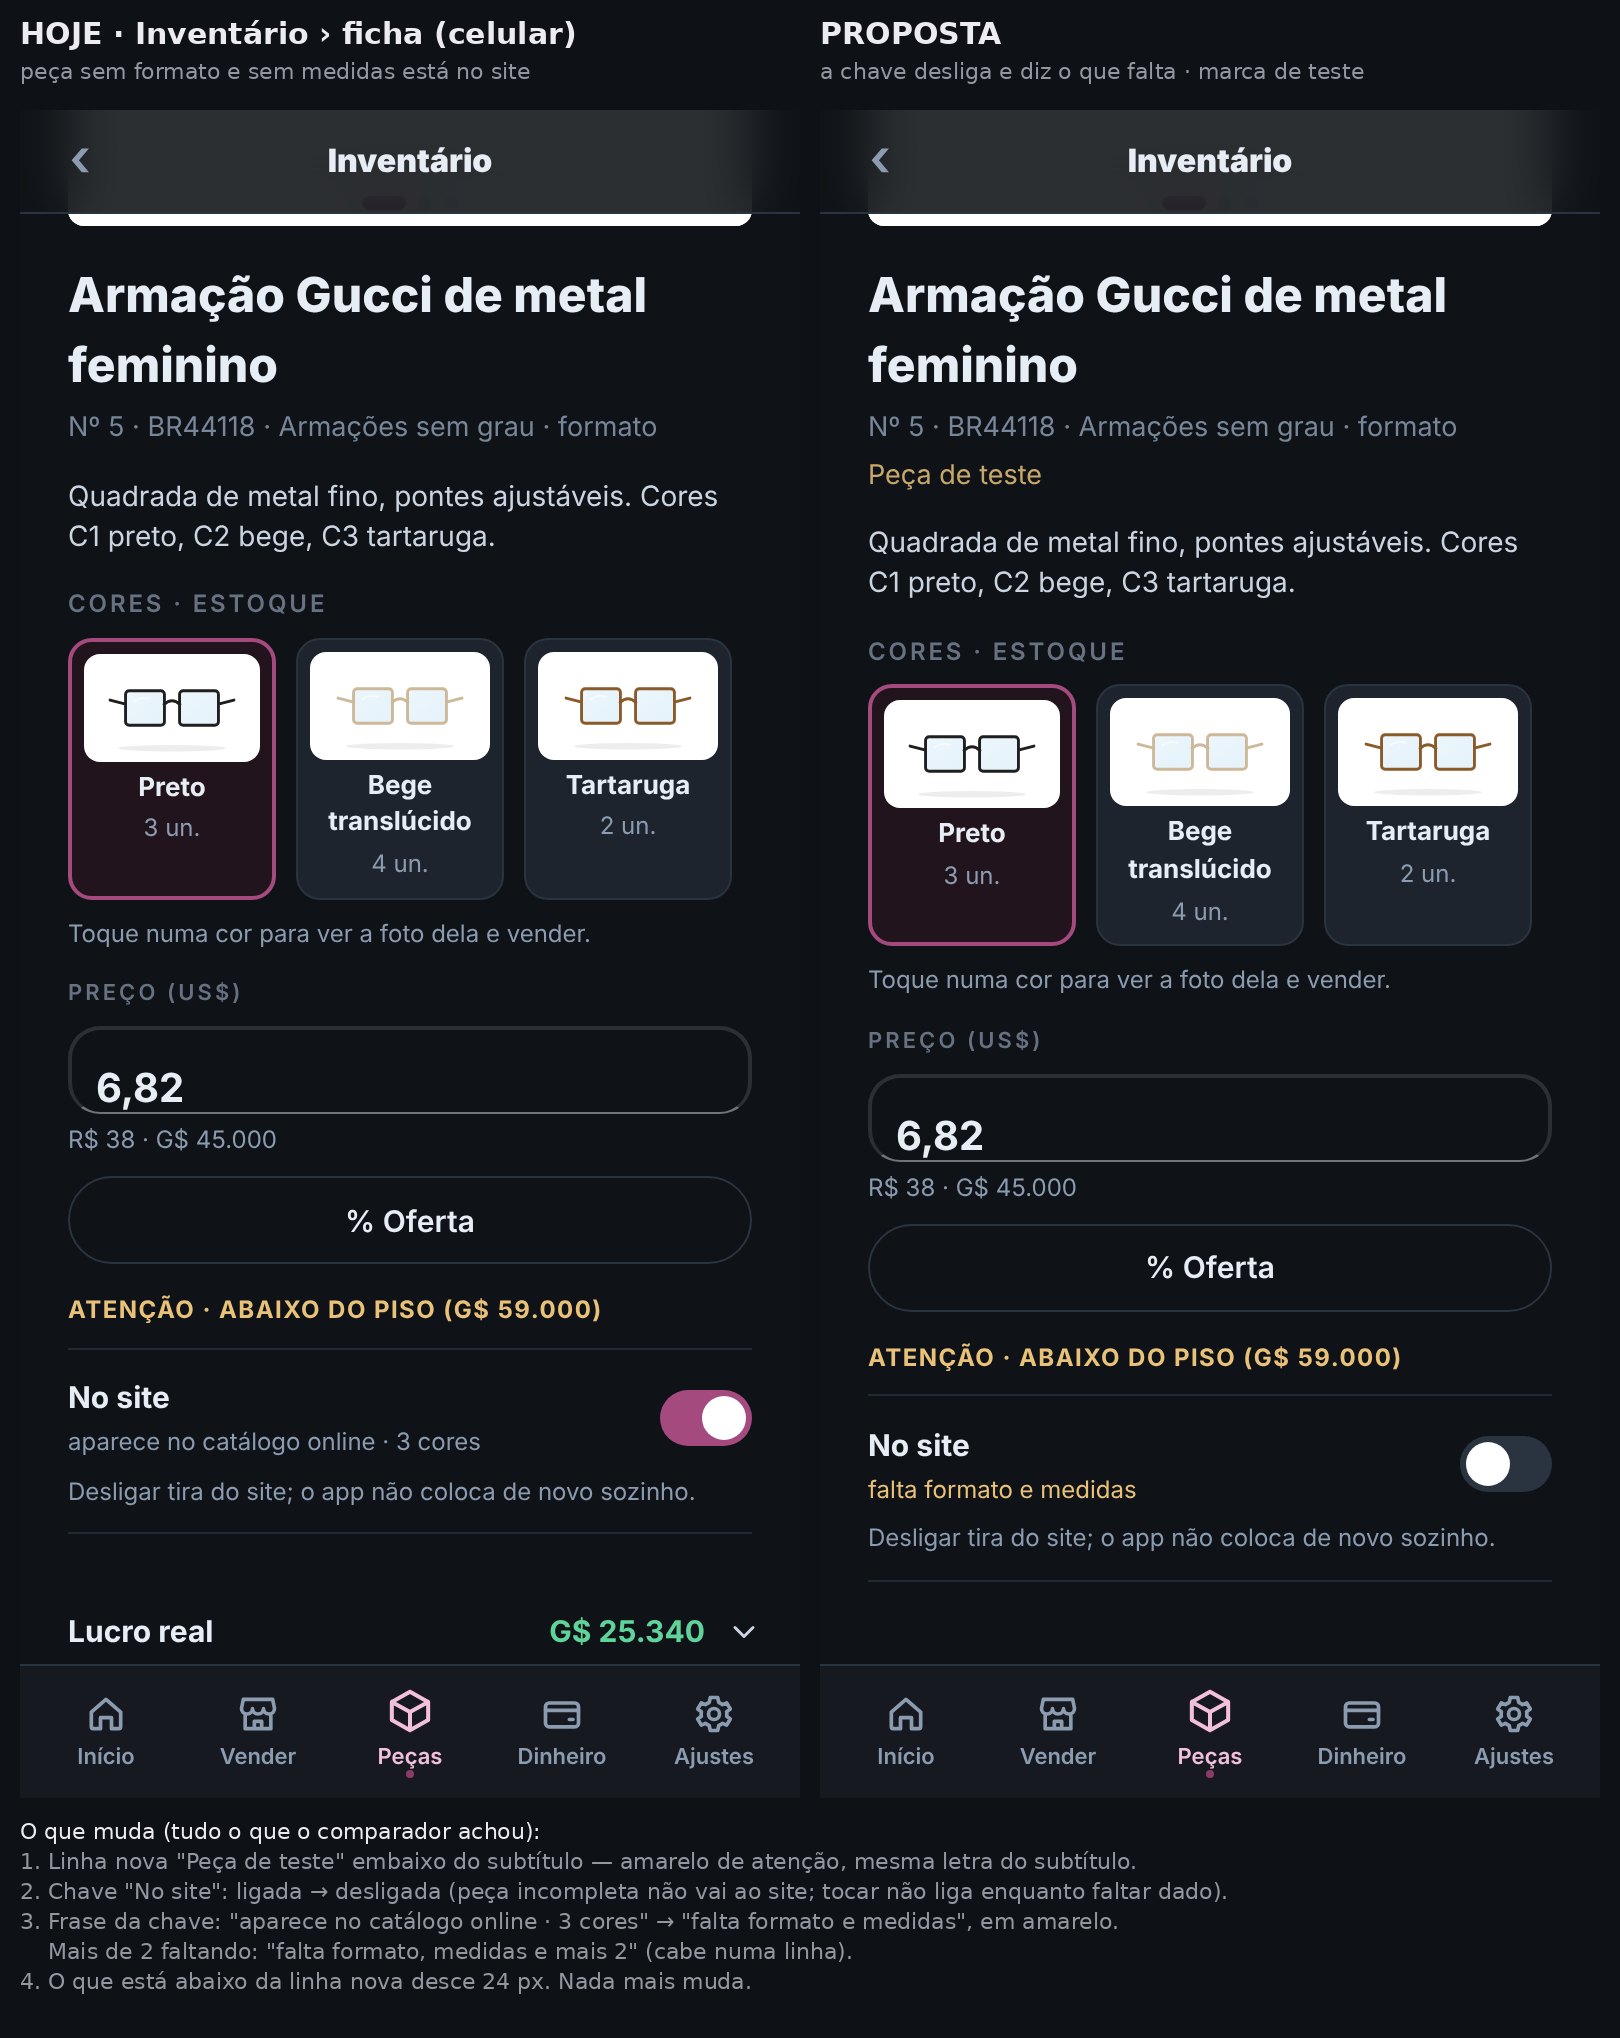 HOJE · Inventário › ficha (celular)
peça sem formato e sem medidas está no site
Inventário
Armação Gucci de metal
feminino
Nº 5 · BR44118 · Armações sem grau · formato
Quadrada de metal fino, pontes ajustáveis. Cores
C1 preto, C2 bege, C3 tartaruga.
CORES · ESTOQUE
Preto
3 un.
Bege
translúcido
4 un.
Tartaruga
2 un.
Toque numa cor para ver a foto dela e vender.
PREÇO (US$)
6,82
R$ 38 · G$ 45.000
% Oferta
ATENÇÃO · ABAIXO DO PISO (G$ 59.000)
No site
aparece no catálogo online · 3 cores
Desligar tira do site; o app não coloca de novo sozinho.
Lucro real G$ 25.340
Início Vender Peças Dinheiro Ajustes
PROPOSTA
a chave desliga e diz o que falta · marca de teste
Inventário
Armação Gucci de metal
feminino
Nº 5 · BR44118 · Armações sem grau · formato
Peça de teste
Quadrada de metal fino, pontes ajustáveis. Cores
C1 preto, C2 bege, C3 tartaruga.
CORES · ESTOQUE
Preto
3 un.
Bege
translúcido
4 un.
Tartaruga
2 un.
Toque numa cor para ver a foto dela e vender.
PREÇO (US$)
6,82
R$ 38 · G$ 45.000
% Oferta
ATENÇÃO · ABAIXO DO PISO (G$ 59.000)
No site
falta formato e medidas
Desligar tira do site; o app não coloca de novo sozinho.
Início Vender Peças Dinheiro Ajustes
O que muda (tudo o que o comparador achou):
1. Linha nova "Peça de teste" embaixo do subtítulo — amarelo de atenção, mesma letra do subtítulo.
2. Chave "No site": ligada → desligada (peça incompleta não vai ao site; tocar não liga enquanto faltar dado).
3. Frase da chave: "aparece no catálogo online · 3 cores" → "falta formato e medidas", em amarelo.
Mais de 2 faltando: "falta formato, medidas e mais 2" (cabe numa linha).
4. O que está abaixo da linha nova desce 24 px. Nada mais muda.